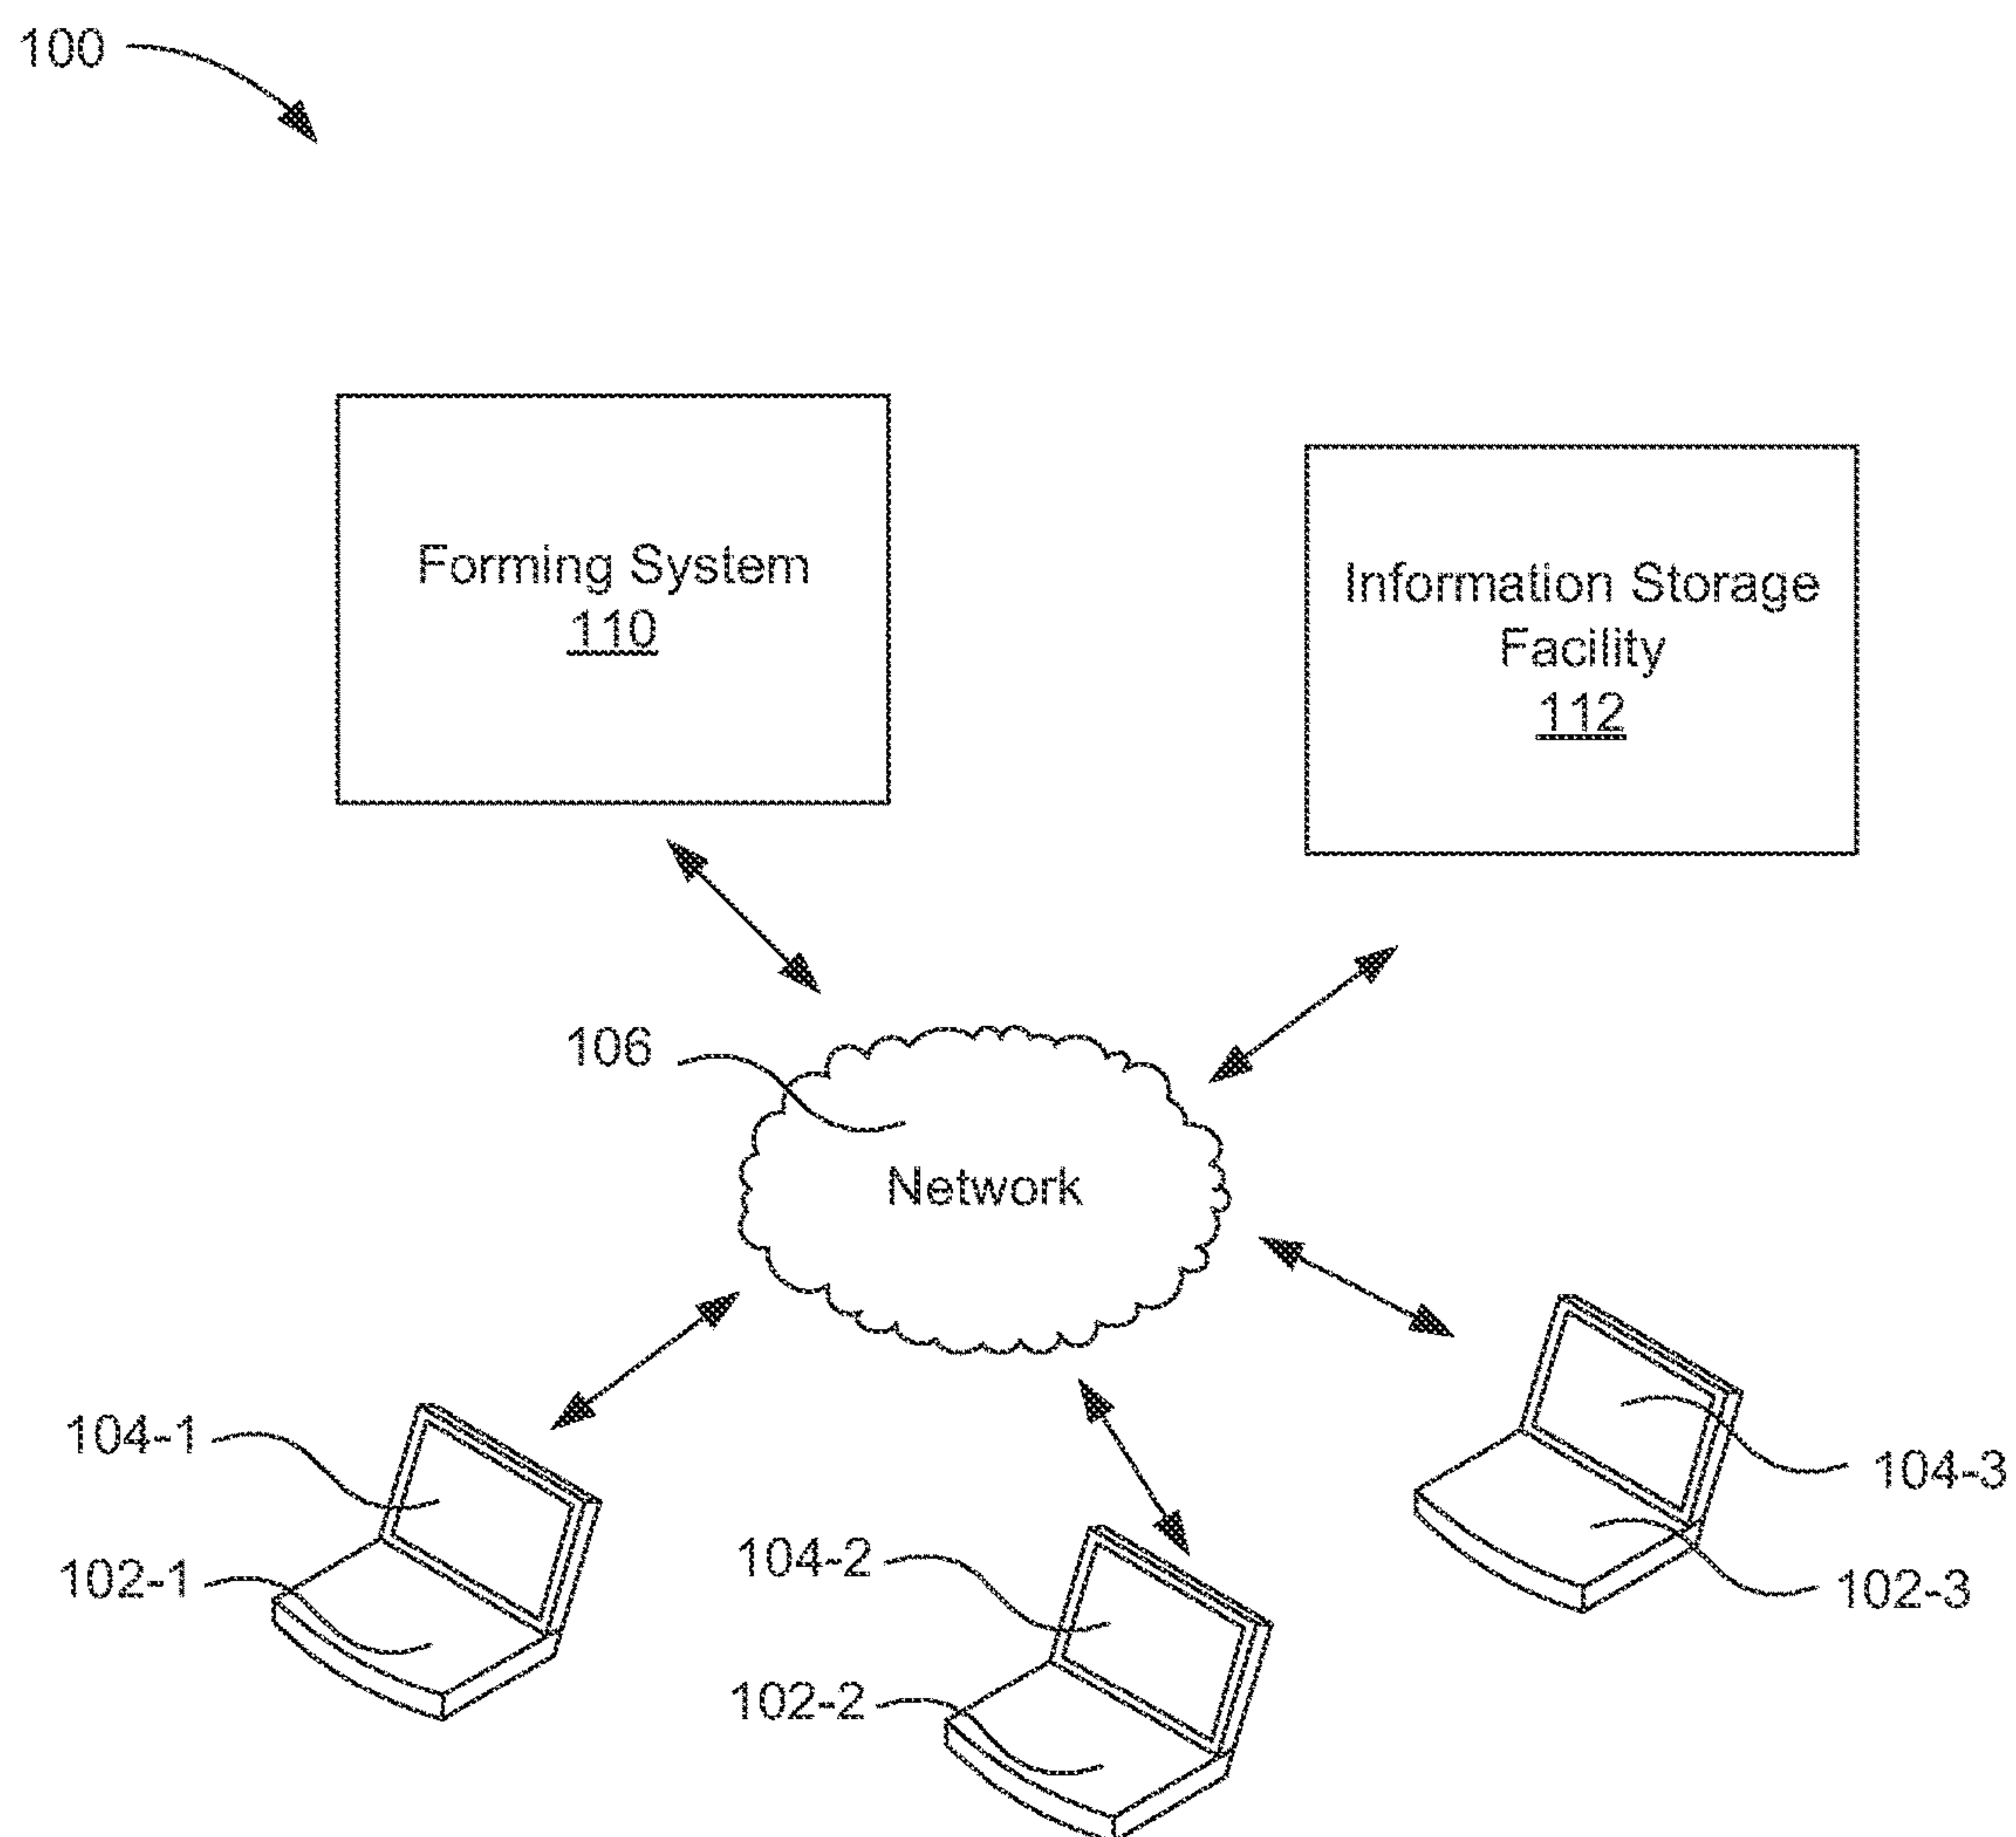 100
Forming System
110
Information Storage
Facility
112
106
Network
104-1
102-1
104-2
102-2
104-3
102-3